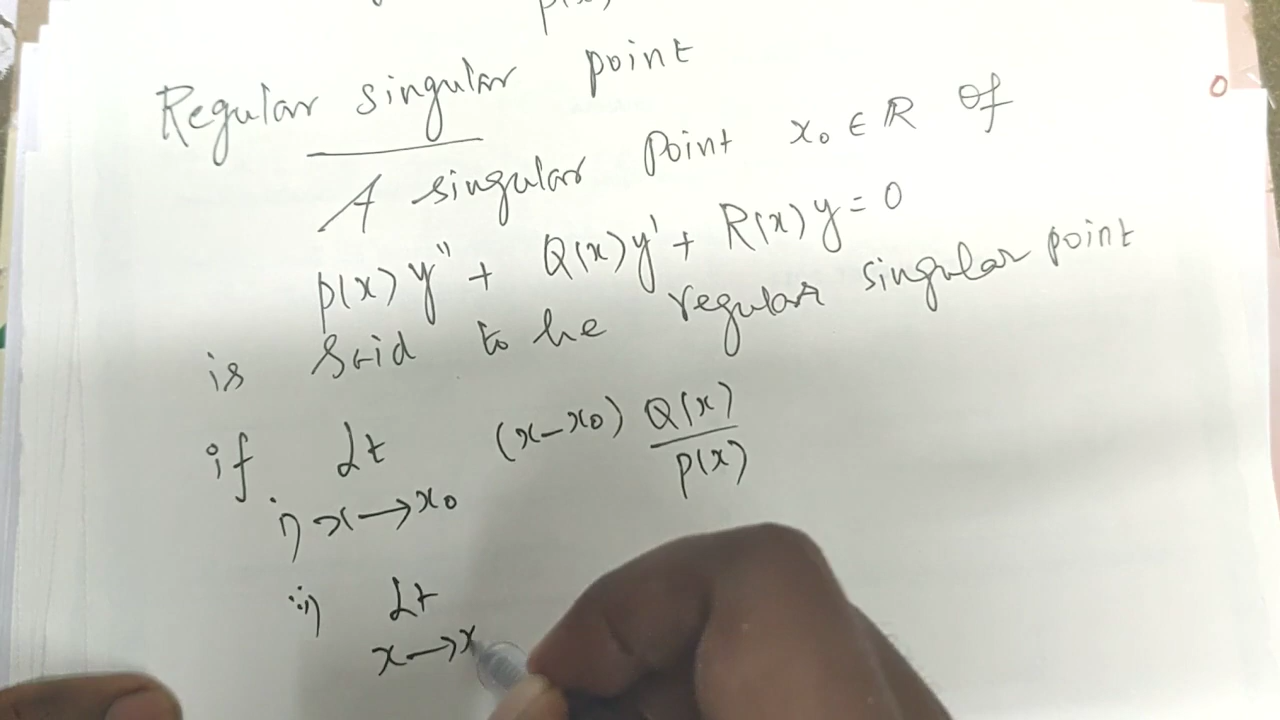 p(x)
Regular singular point
A singular point x₀ ∈ ℝ of
p(x) y'' + Q(x)y' + R(x)y = 0
is said to be regular singular point
if Lt (x-x₀) Q(x)/p(x)
i) x→x₀
ii) Lt
x→x